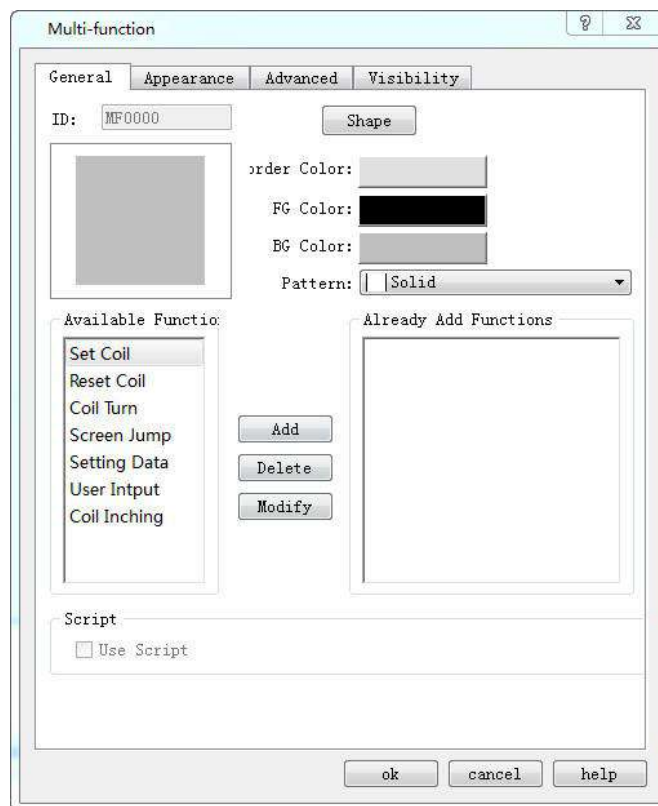 Multi-function
General Appearance Advanced Visibility
ID: MF0000 Shape
order Color:
FG Color:
BG Color:
Pattern: Solid
Available Functio Already Add Functions
Set Coil
Reset Coil
Coil Turn
Screen Jump
Setting Data
User Intput
Coil Inching
Add
Delete
Modify
Script
Use Script
ok cancel help